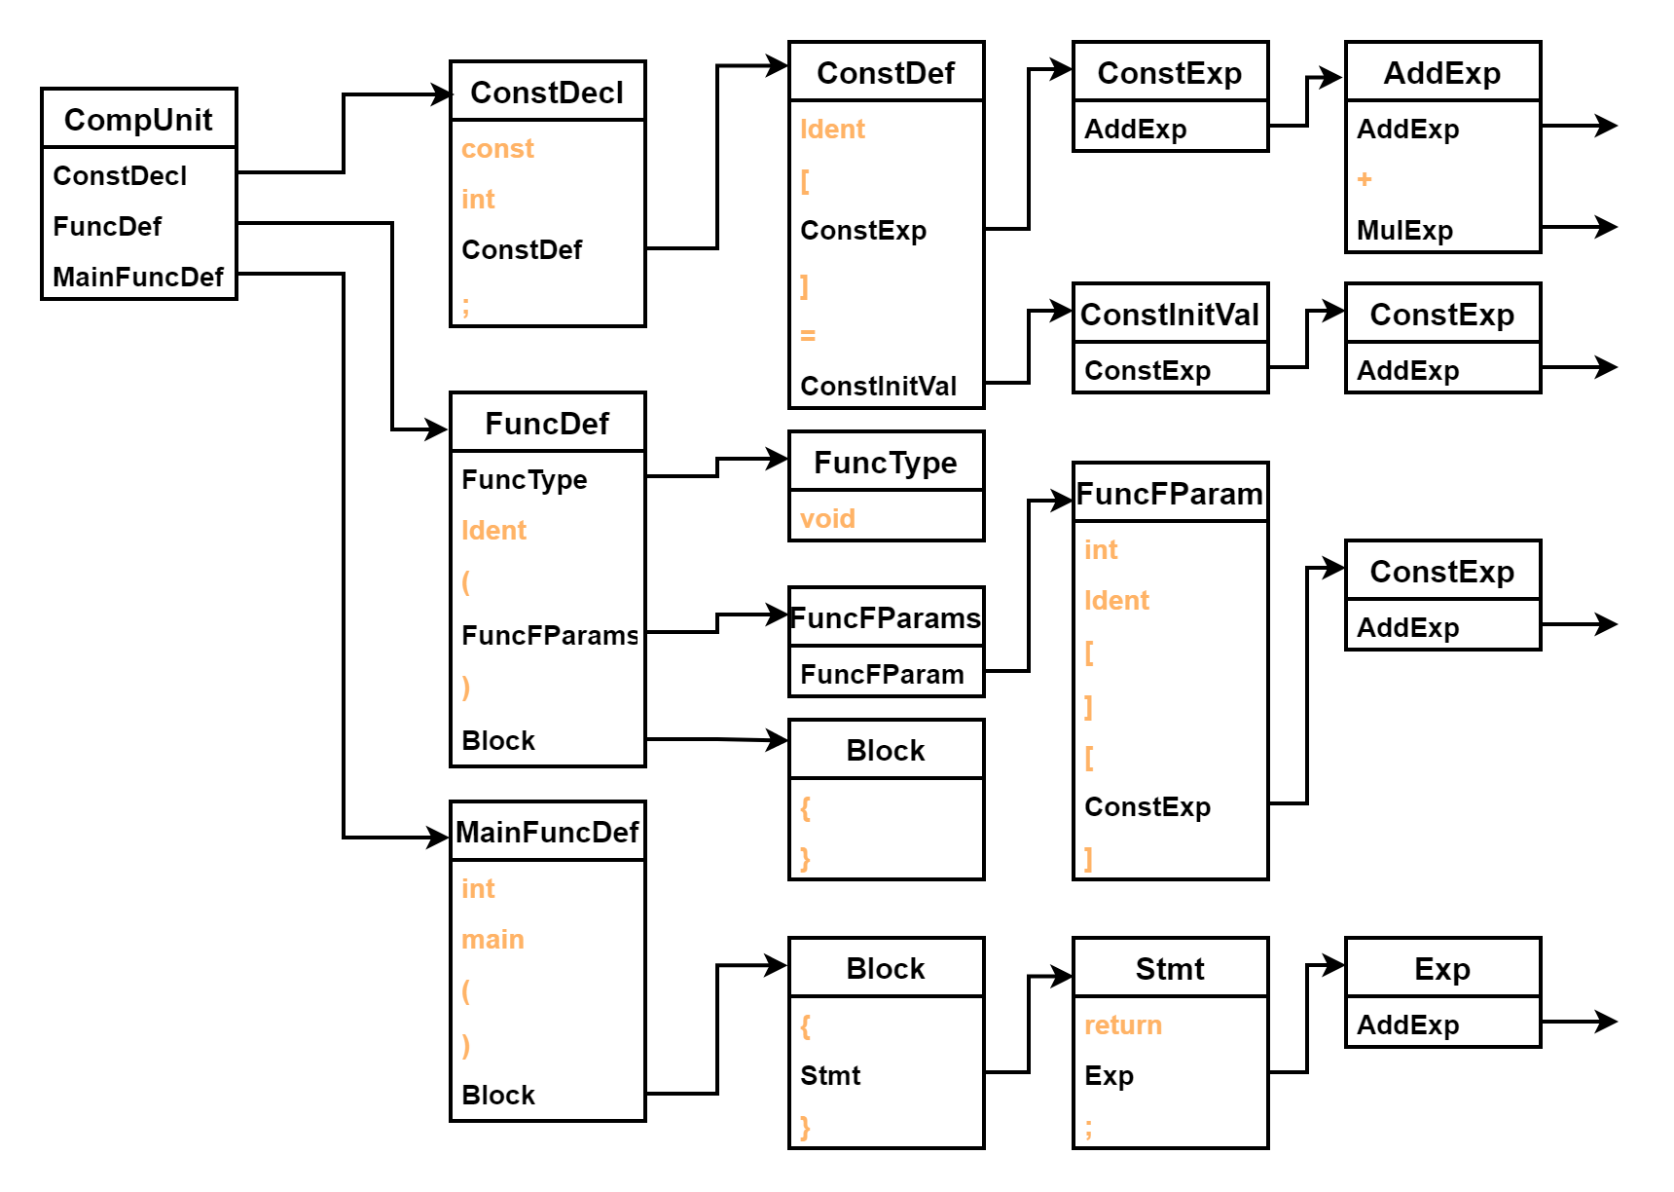 CompUnit
ConstDecl
FuncDef
MainFuncDef
ConstDecl
const
int
ConstDef
;
FuncDef
FuncType
Ident
(
FuncFParams
)
Block
MainFuncDef
int
main
(
)
Block
ConstDef
Ident
[
ConstExp
]
=
ConstInitVal
FuncType
void
FuncFParams
FuncFParam
Block
{
}
Block
{
Stmt
}
ConstExp
AddExp
ConstInitVal
ConstExp
FuncFParam
int
Ident
[
]
[
ConstExp
]
Stmt
return
Exp
;
AddExp
AddExp
+
MulExp
ConstExp
AddExp
ConstExp
AddExp
Exp
AddExp